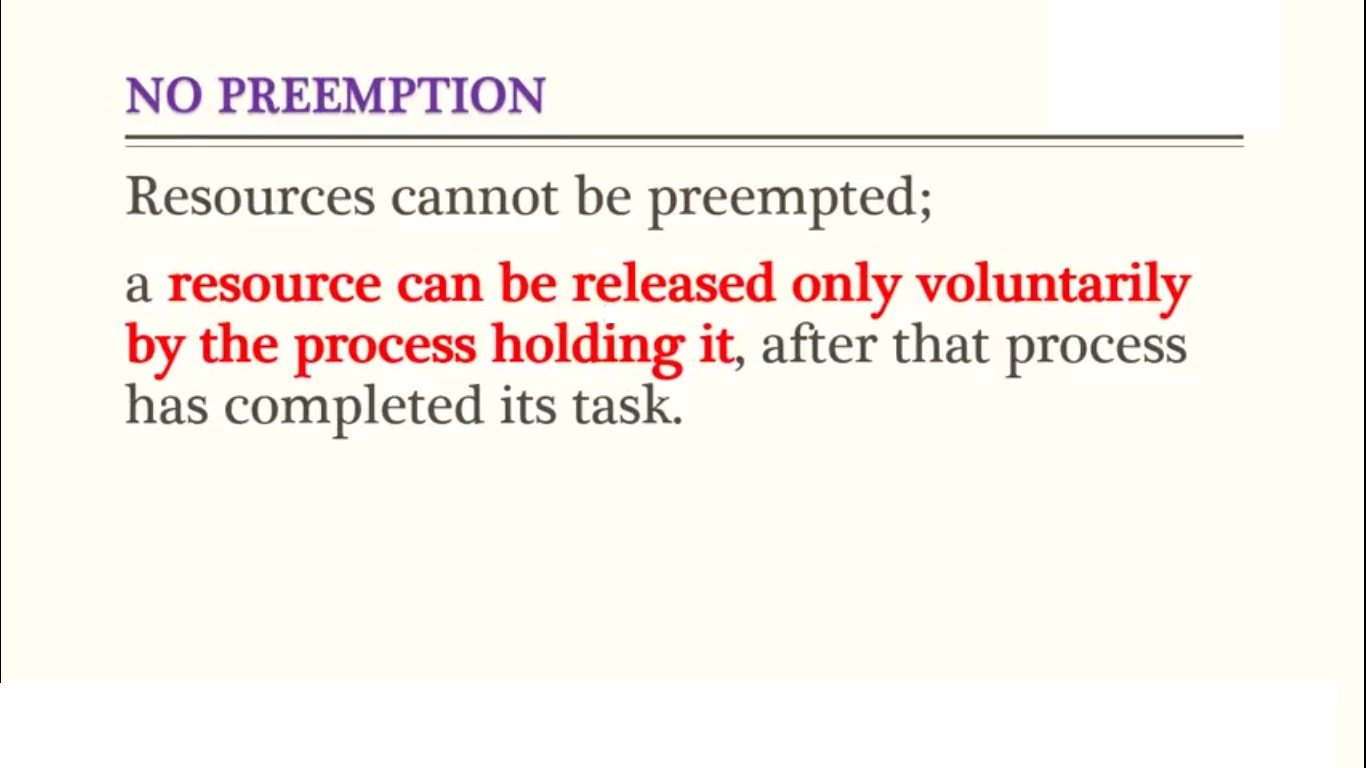 NO PREEMPTION
Resources cannot be preempted;
a resource can be released only voluntarily
by the process holding it, after that process
has completed its task.